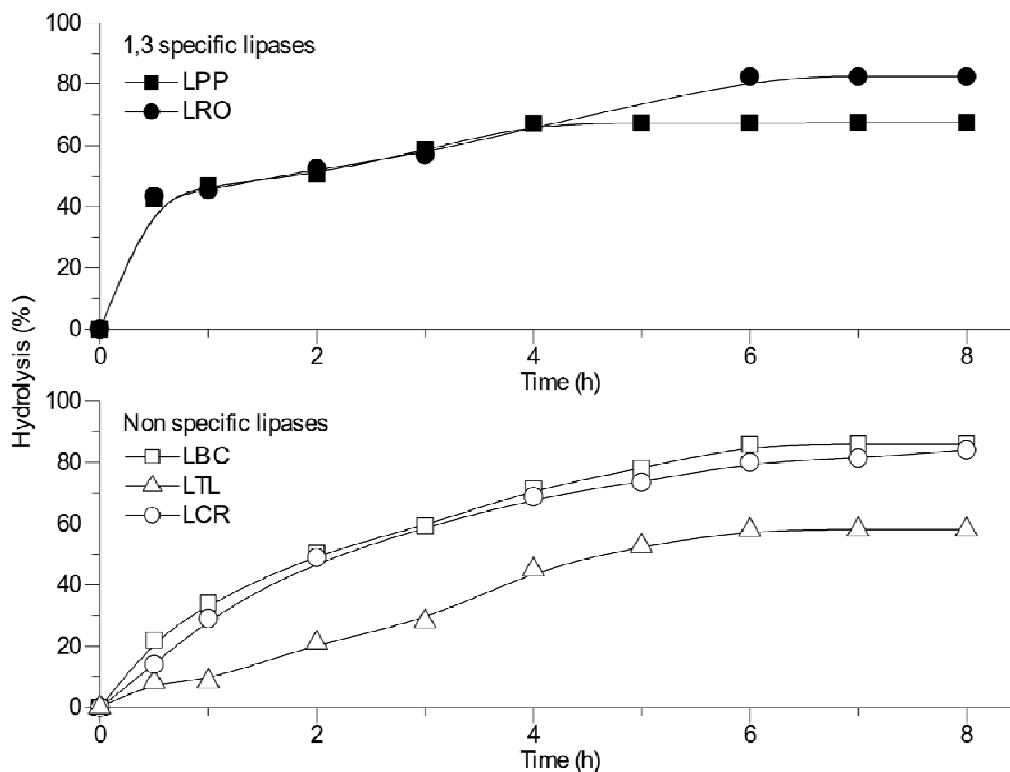 100
1,3 specific lipases
80
LPP
LRO
60
40
20
0
0 2 4 6 8
Time (h)
Hydrolysis (%)
100
Non specific lipases
80
LBC
LTL
60
LCR
40
20
0
0 2 4 6 8
Time (h)